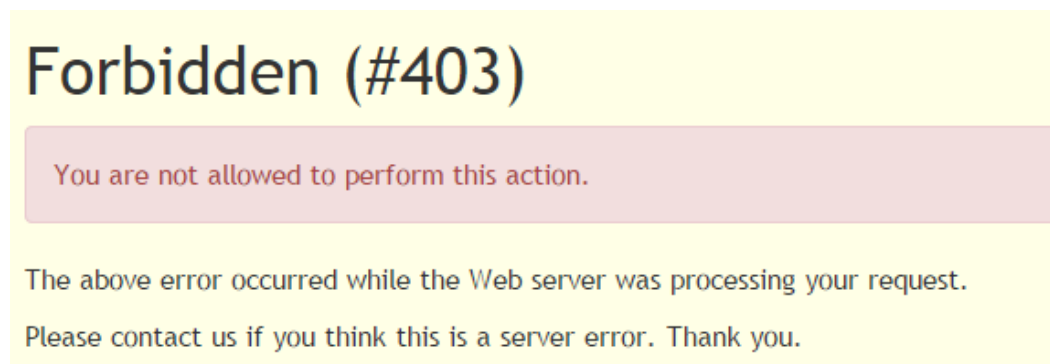 Forbidden (#403)
You are not allowed to perform this action.
The above error occurred while the Web server was processing your request.
Please contact us if you think this is a server error. Thank you.